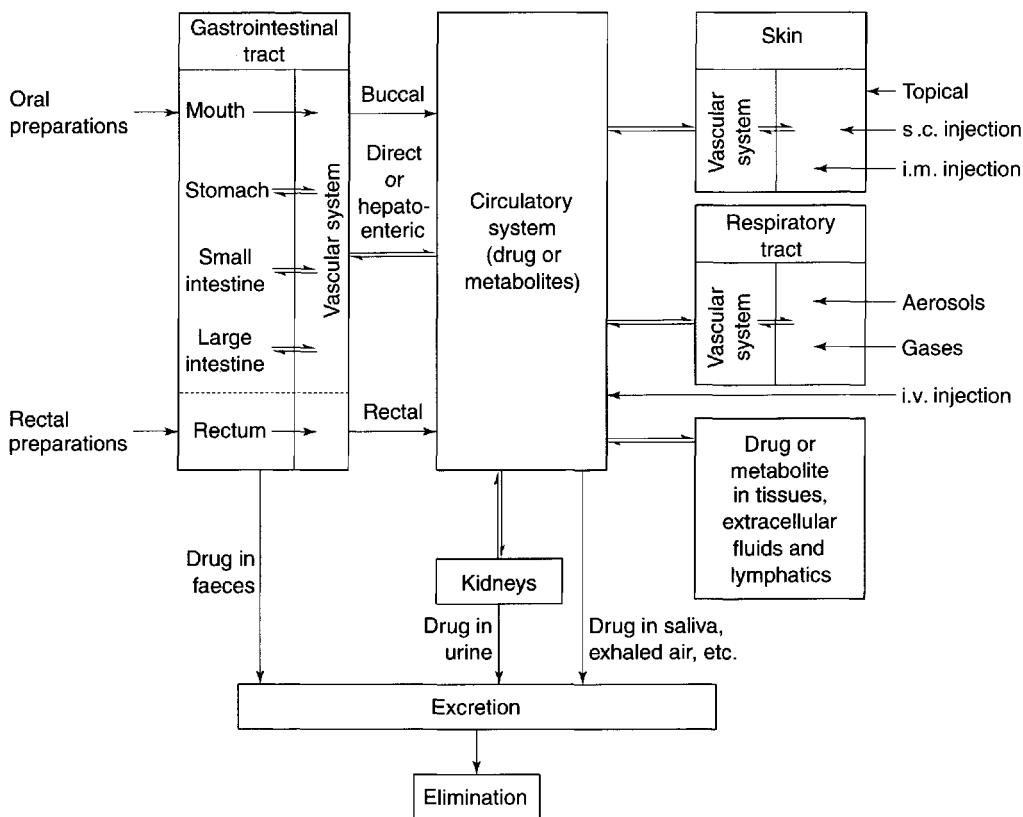 Gastrointestinal
tract
Oral
preparations
Mouth
Stomach
Small
intestine
Large
intestine
Vascular system
Rectal
preparations
Rectum
Buccal
Direct
or
hepato-
enteric
Rectal
Circulatory
system
(drug or
metabolites)
Skin
Vascular
system
Topical
s.c. injection
i.m. injection
Respiratory
tract
Vascular
system
Aerosols
Gases
i.v. injection
Drug or
metabolite
in tissues,
extracellular
fluids and
lymphatics
Drug in
faeces
Kidneys
Drug in
urine
Drug in saliva,
exhaled air, etc.
Excretion
Elimination